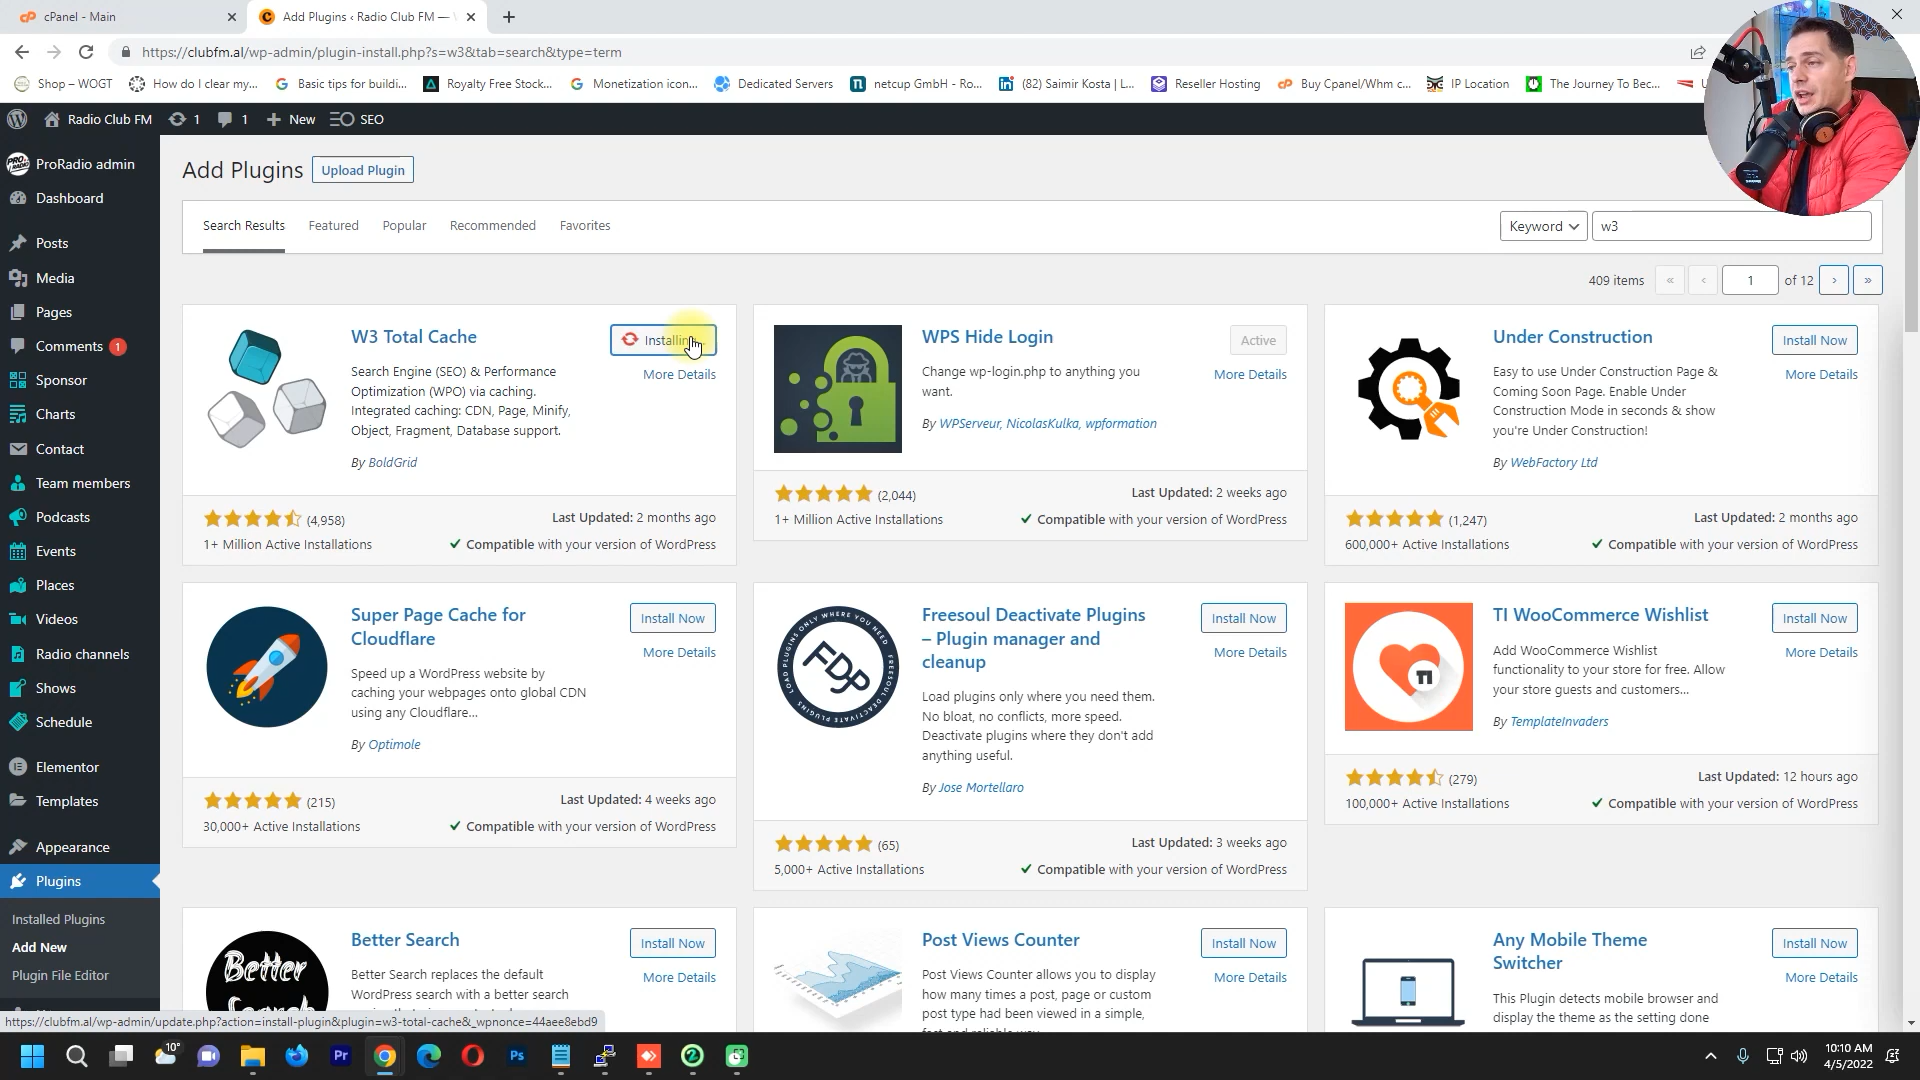 cPanel - Main
Add Plugins ‹ Radio Club FM —
https://clubfm.al/wp-admin/plugin-install.php?s=w3&tab=search&type=term
Shop – WOGT
How do I clear my...
Basic tips for buildi...
Royalty Free Stock...
Monetization icon...
Dedicated Servers
netcup GmbH - Ro...
(82) Saimir Kosta | L...
Reseller Hosting
Buy Cpanel/Whm c...
IP Location
The Journey To Bec...
Radio Club FM
1
1
New
SEO
ProRadio admin
Dashboard
Posts
Media
Pages
Comments 1
Sponsor
Charts
Contact
Team members
Podcasts
Events
Places
Videos
Radio channels
Shows
Schedule
Elementor
Templates
Appearance
Plugins
Installed Plugins
Add New
Plugin File Editor
Add Plugins
Upload Plugin
Search Results
Featured
Popular
Recommended
Favorites
Keyword
w3
409 items
«
‹
1
of 12
›
»
W3 Total Cache
Installing...
More Details
Search Engine (SEO) & Performance
Optimization (WPO) via caching.
Integrated caching: CDN, Page, Minify,
Object, Fragment, Database support.
By BoldGrid
(4,958)
Last Updated: 2 months ago
1+ Million Active Installations
Compatible with your version of WordPress
WPS Hide Login
Active
More Details
Change wp-login.php to anything you
want.
By WPServeur, NicolasKulka, wpformation
(2,044)
Last Updated: 2 weeks ago
1+ Million Active Installations
Compatible with your version of WordPress
Under Construction
Install Now
More Details
Easy to use Under Construction Page &
Coming Soon Page. Enable Under
Construction Mode in seconds & show
you're Under Construction!
By WebFactory Ltd
(1,247)
Last Updated: 2 months ago
600,000+ Active Installations
Compatible with your version of WordPress
Super Page Cache for
Cloudflare
Install Now
More Details
Speed up a WordPress website by
caching your webpages onto global CDN
using any Cloudflare...
By Optimole
(215)
Last Updated: 4 weeks ago
30,000+ Active Installations
Compatible with your version of WordPress
LOAD PLUGINS ONLY WHERE YOU NEED THEM.
FREESOUL DEACTIVATE PLUGINS
FDP
Freesoul Deactivate Plugins
– Plugin manager and
cleanup
Install Now
More Details
Load plugins only where you need them.
No bloat, no conflicts, more speed.
Deactivate plugins where they don't add
anything useful.
By Jose Mortellaro
(65)
Last Updated: 3 weeks ago
5,000+ Active Installations
Compatible with your version of WordPress
TI
TI WooCommerce Wishlist
Install Now
More Details
Add WooCommerce Wishlist
functionality to your store for free. Allow
your store guests and customers...
By TemplateInvaders
(279)
Last Updated: 12 hours ago
100,000+ Active Installations
Compatible with your version of WordPress
Better
Search
Better Search
Install Now
More Details
Better Search replaces the default
WordPress search with a better search
Post Views Counter
Install Now
More Details
Post Views Counter allows you to display
how many times a post, page or custom
post type had been viewed in a simple,
fast and reliable way.
Any Mobile Theme
Switcher
Install Now
More Details
This Plugin detects mobile browser and
display the theme as the setting done
https://clubfm.al/wp-admin/update.php?action=install-plugin&plugin=w3-total-cache&_wpnonce=44aee8ebd9
10°
Pr
Ps
10:10 AM
4/5/2022